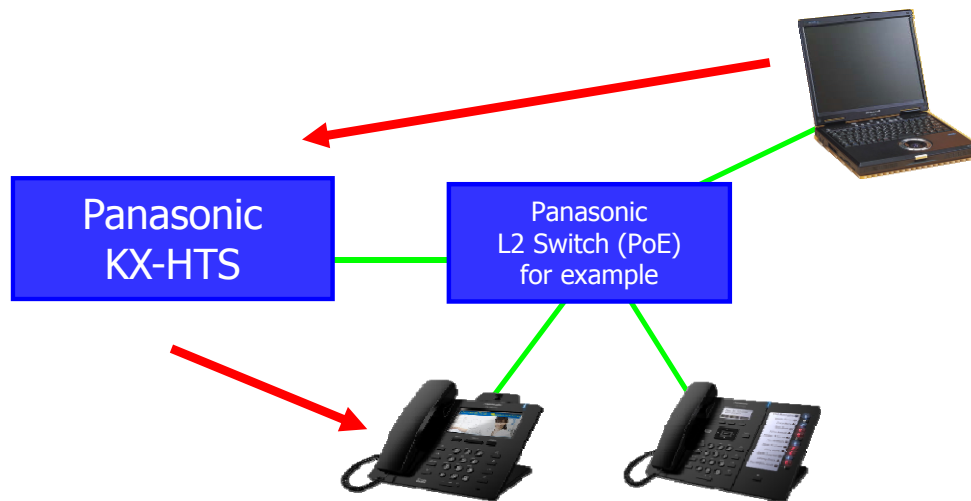 Panasonic
KX-HTS
Panasonic
L2 Switch (PoE)
for example